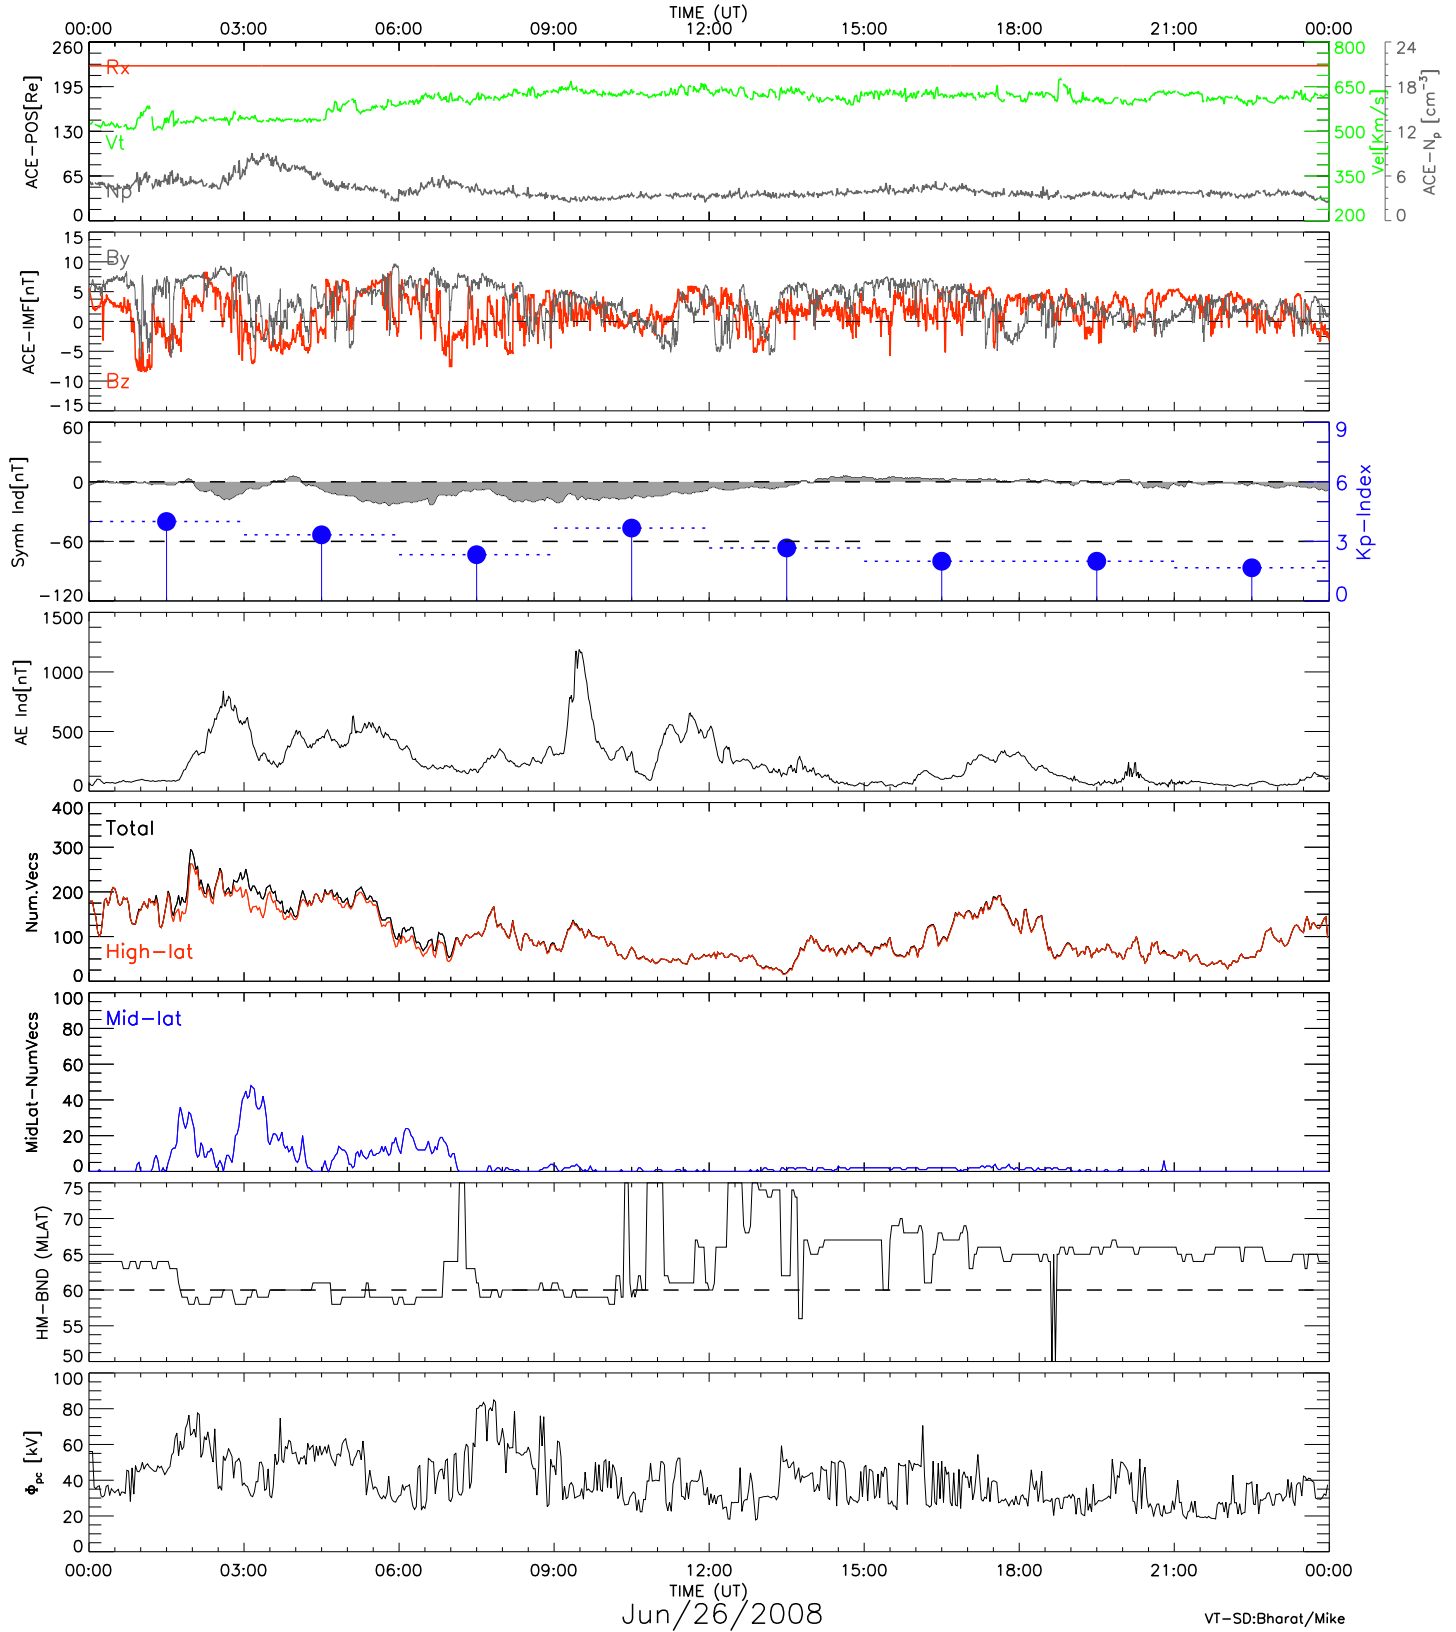 TIME (UT)
00:00 03:00 06:00 09:00 12:00 15:00 18:00 21:00 00:00
260 195 130 65 0
ACE-POS[Re]
Rx
Vt
Np
800 650 500 350 200
Vel[Km/s]
24 18 12 6 0
ACE-Np [cm-3]
15 10 5 0 -5 -10 -15
ACE-IMF[nT]
By
Bz
60 0 -60 -120
Symh Ind[nT]
9 6 3 0
Kp-Index
1500 1000 500 0
AE Ind[nT]
400 300 200 100 0
Num.Vecs
Total
High-lat
100 80 60 40 20 0
MidLat-NumVecs
Mid-lat
75 70 65 60 55 50
HM-BND (MLAT)
100 80 60 40 20 0
Φpc [kV]
00:00 03:00 06:00 09:00 12:00 15:00 18:00 21:00 00:00
TIME (UT)
Jun/26/2008
VT-SD:Bharat/Mike